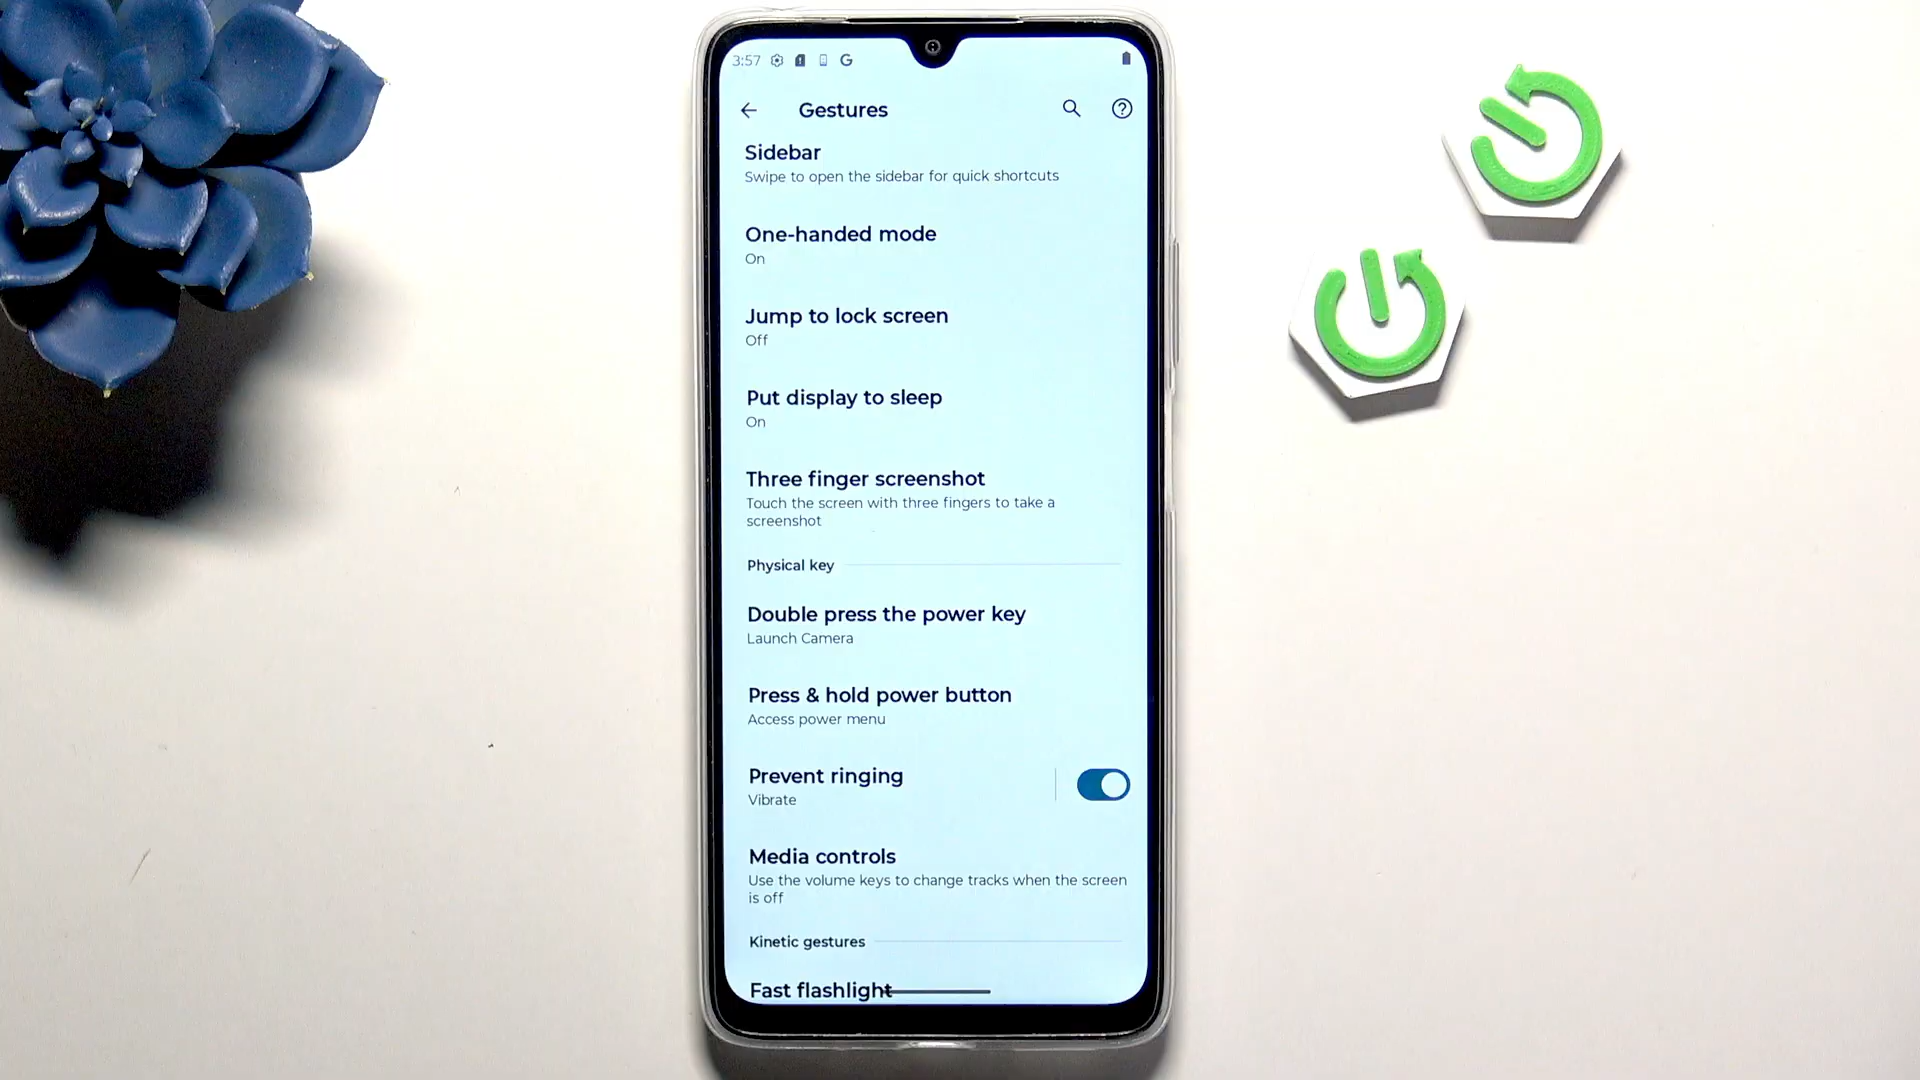 3:57 G
Gestures
Sidebar
Swipe to open the sidebar for quick shortcuts
One-handed mode
On
Jump to lock screen
Off
Put display to sleep
On
Three finger screenshot
Touch the screen with three fingers to take a
screenshot
Physical key
Double press the power key
Launch Camera
Press & hold power button
Access power menu
Prevent ringing
Vibrate
Media controls
Use the volume keys to change tracks when the screen
is off
Kinetic gestures
Fast flashlight